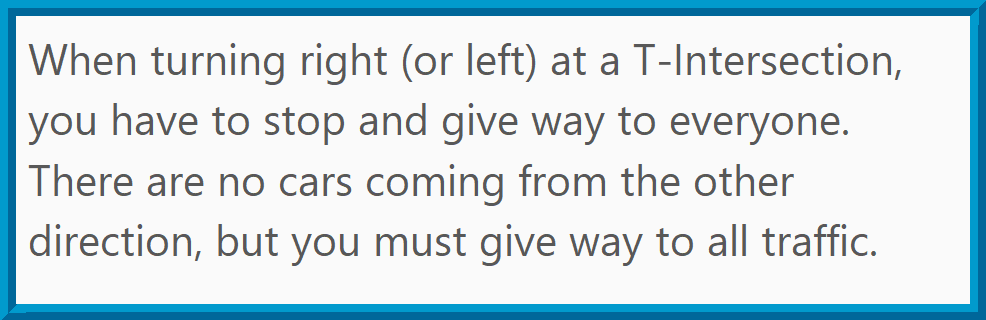 When turning right (or left) at a T-Intersection,
you have to stop and give way to everyone.
There are no cars coming from the other
direction, but you must give way to all traffic.